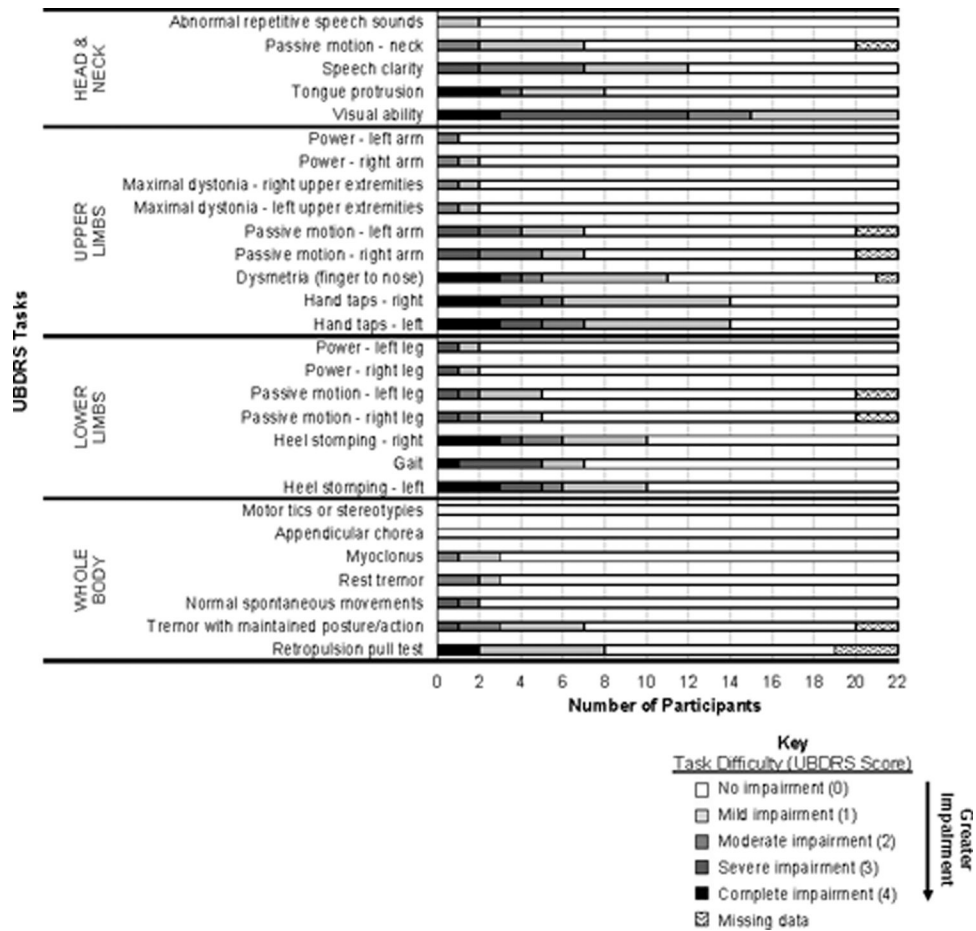 UBDRS Tasks
HEAD &
NECK
Abnormal repetitive speech sounds
Passive motion - neck
Speech clarity
Tongue protrusion
Visual ability
UPPER
LIMBS
Power - left arm
Power - right arm
Maximal dystonia - right upper extremities
Maximal dystonia - left upper extremities
Passive motion - left arm
Passive motion - right arm
Dysmetria (finger to nose)
Hand taps - right
Hand taps - left
LOWER
LIMBS
Power - left leg
Power - right leg
Passive motion - left leg
Passive motion - right leg
Heel stomping - right
Gait
Heel stomping - left
WHOLE
BODY
Motor tics or stereotypies
Appendicular chorea
Myoclonus
Rest tremor
Normal spontaneous movements
Tremor with maintained posture/action
Retropulsion pull test
0 2 4 6 8 10 12 14 16 18 20 22
Number of Participants
Key
Task Difficulty (UBDRS Score)
No impairment (0)
Mild impairment (1)
Moderate impairment (2)
Severe impairment (3)
Complete impairment (4)
Missing data
Greater
Impairment